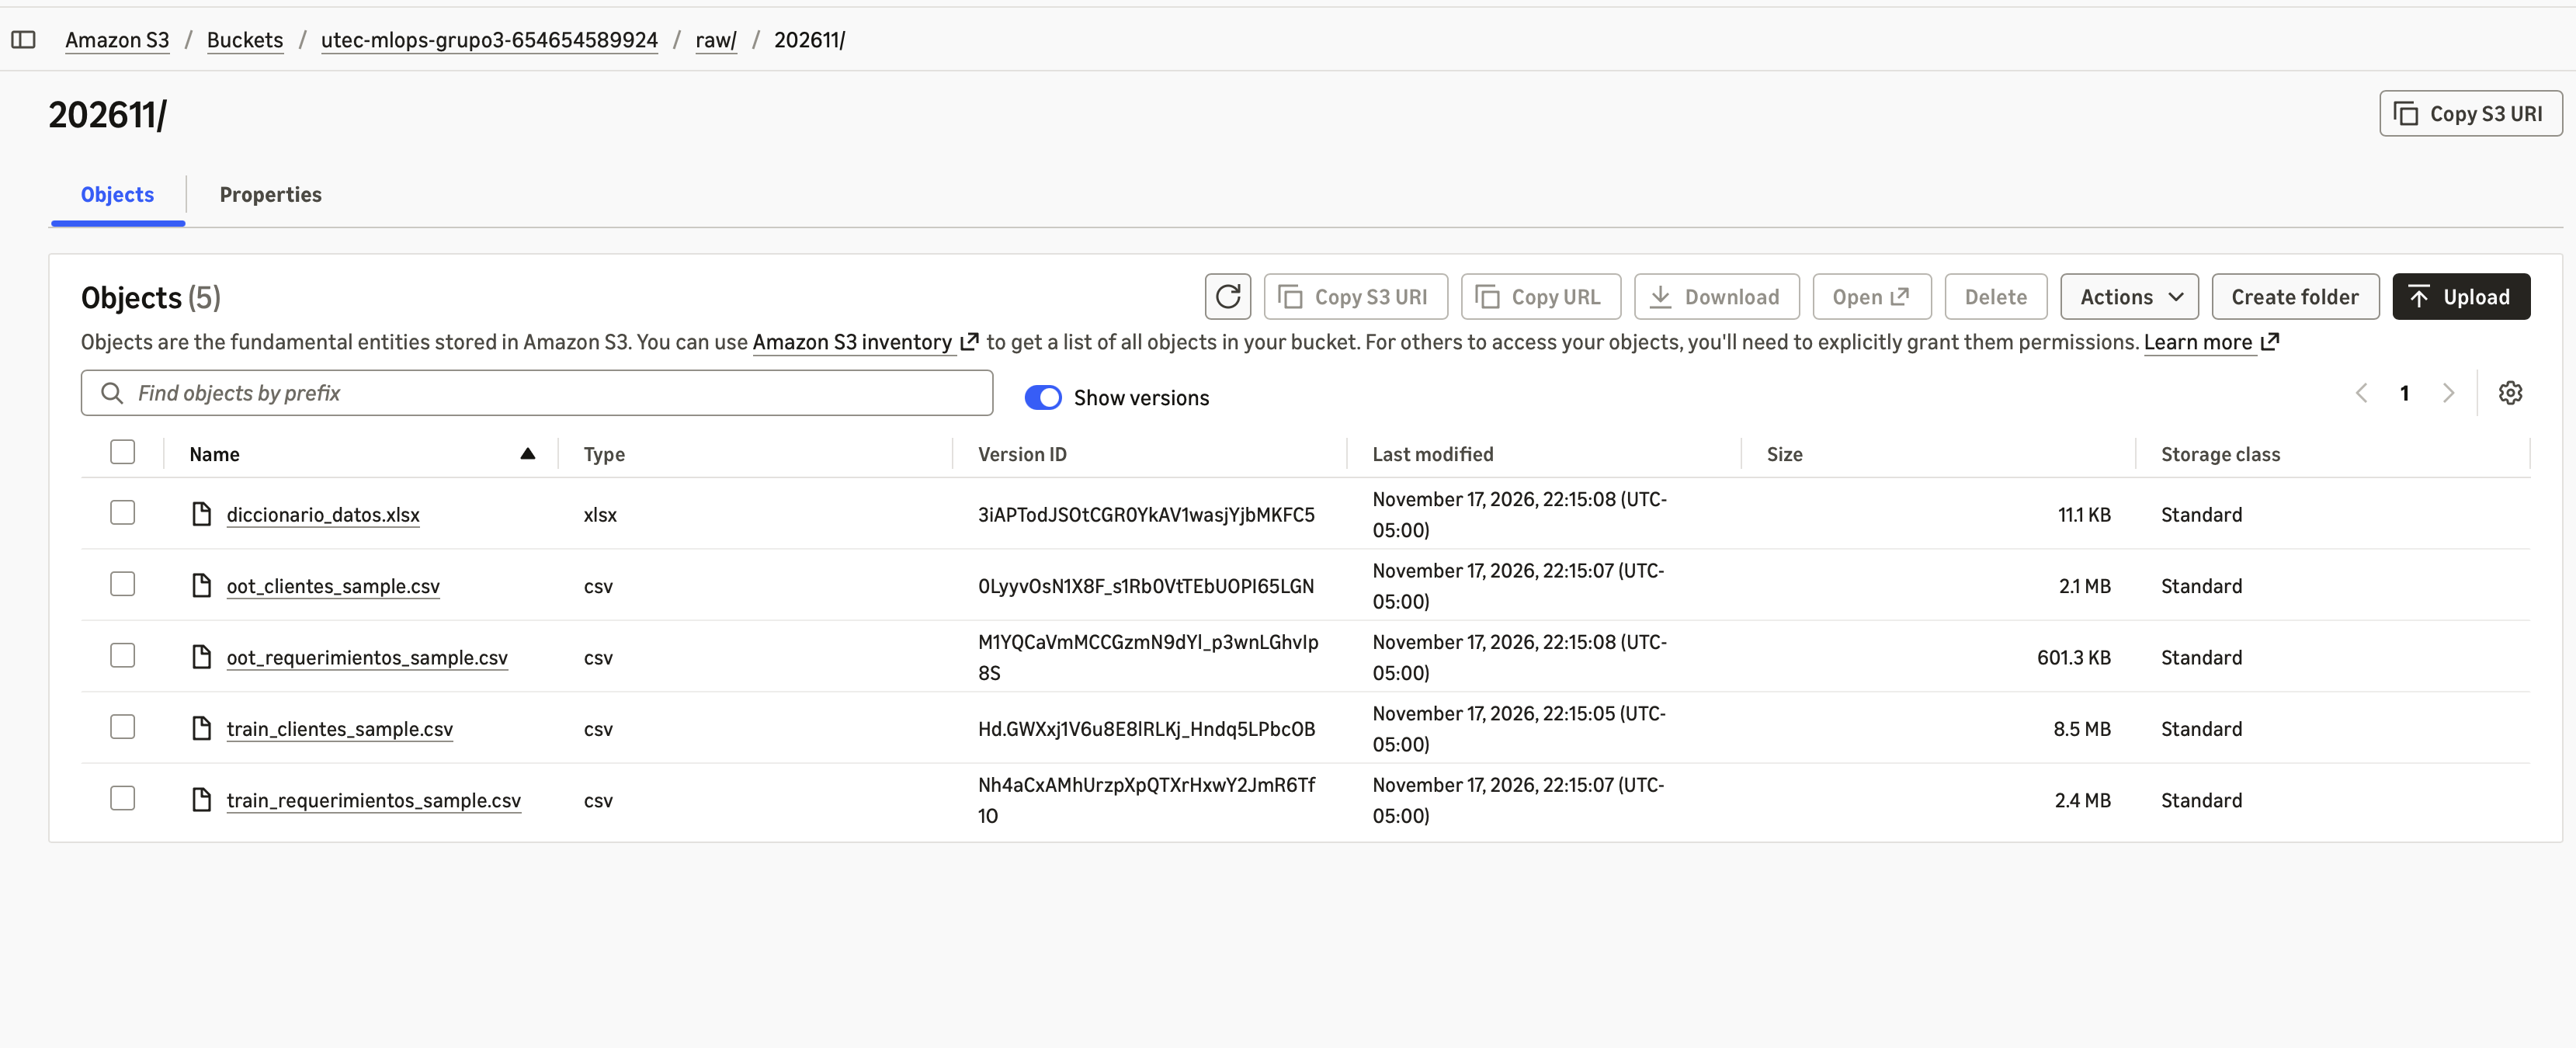 Amazon S3 / Buckets / utec-mlops-grupo3-654654589924 / raw/ / 202611/
202611/
Copy S3 URI
Objects
Properties
Objects (5)
Copy S3 URI
Copy URL
Download
Open
Delete
Actions
Create folder
Upload
Objects are the fundamental entities stored in Amazon S3. You can use Amazon S3 inventory to get a list of all objects in your bucket. For others to access your objects, you'll need to explicitly grant them permissions. Learn more
Find objects by prefix
Show versions
1
Name Type Version ID Last modified Size Storage class
diccionario_datos.xlsx xlsx 3iAPTodJSOtCGR0YkAV1wasjYjbMKFC5 November 17, 2026, 22:15:08 (UTC-
05:00) 11.1 KB Standard
oot_clientes_sample.csv csv 0LyyvOsN1X8F_s1Rb0VtTEbUOPI65LGN November 17, 2026, 22:15:07 (UTC-
05:00) 2.1 MB Standard
oot_requerimientos_sample.csv csv M1YQCaVmMCCGzmN9dYl_p3wnLGhvIp
8S November 17, 2026, 22:15:08 (UTC-
05:00) 601.3 KB Standard
train_clientes_sample.csv csv Hd.GWXxj1V6u8E8lRLKj_Hndq5LPbcOB November 17, 2026, 22:15:05 (UTC-
05:00) 8.5 MB Standard
train_requerimientos_sample.csv csv Nh4aCxAMhUrzpXpQTXrHxwY2JmR6Tf
1O November 17, 2026, 22:15:07 (UTC-
05:00) 2.4 MB Standard